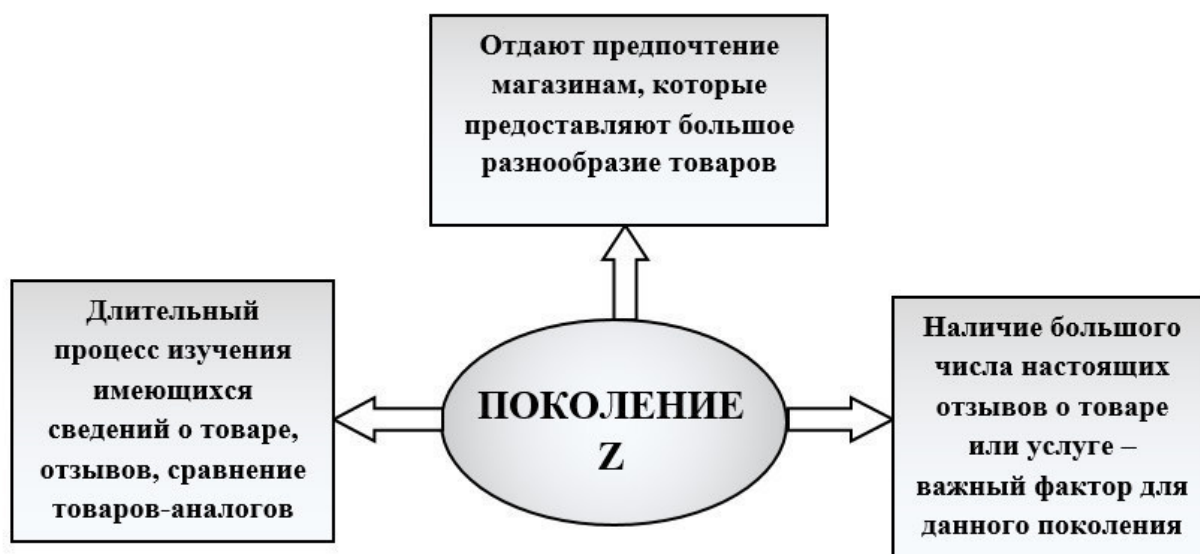 Отдают предпочтение
магазинам, которые
предоставляют большое
разнообразие товаров
Длительный
процесс изучения
имеющихся
сведений о товаре,
отзывов, сравнение
товаров-аналогов
ПОКОЛЕНИЕ
Z
Наличие большого
числа настоящих
отзывов о товаре
или услуге –
важный фактор для
данного поколения